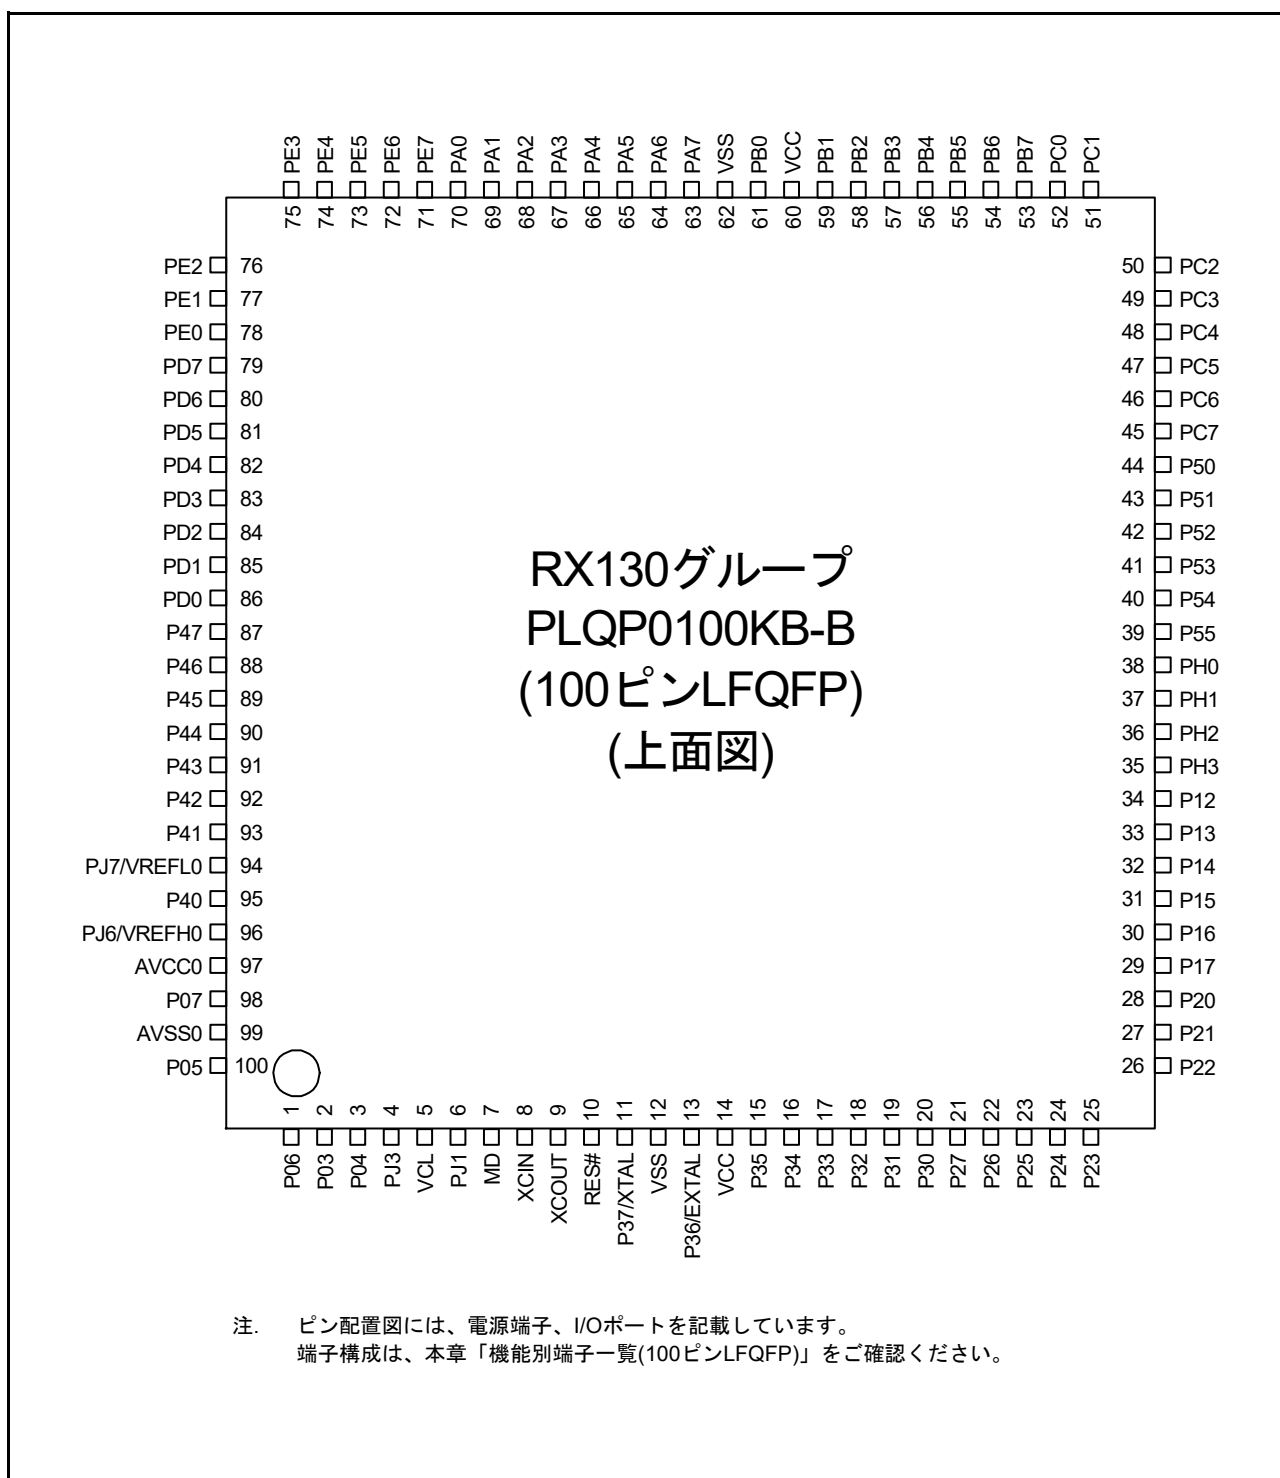 PE3
PE4
PE5
PE6
PE7
PA0
PA1
PA2
PA3
PA4
PA5
PA6
PA7
VSS
PB0
VCC
PB1
PB2
PB3
PB4
PB5
PB6
PB7
PC0
PC1
75
74
73
72
71
70
69
68
67
66
65
64
63
62
61
60
59
58
57
56
55
54
53
52
51
PE2 76
PE1 77
PE0 78
PD7 79
PD6 80
PD5 81
PD4 82
PD3 83
PD2 84
PD1 85
PD0 86
P47 87
P46 88
P45 89
P44 90
P43 91
P42 92
P41 93
PJ7/VREFL0 94
P40 95
PJ6/VREFH0 96
AVCC0 97
P07 98
AVSS0 99
P05 100
RX130グループ
PLQP0100KB-B
(100ピンLFQFP)
(上面図)
50 PC2
49 PC3
48 PC4
47 PC5
46 PC6
45 PC7
44 P50
43 P51
42 P52
41 P53
40 P54
39 P55
38 PH0
37 PH1
36 PH2
35 PH3
34 P12
33 P13
32 P14
31 P15
30 P16
29 P17
28 P20
27 P21
26 P22
1
2
3
4
5
6
7
8
9
10
11
12
13
14
15
16
17
18
19
20
21
22
23
24
25
P06
P03
P04
PJ3
VCL
PJ1
MD
XCIN
XCOUT
RES#
P37/XTAL
VSS
P36/EXTAL
VCC
P35
P34
P33
P32
P31
P30
P27
P26
P25
P24
P23
注. ピン配置図には、電源端子、I/Oポートを記載しています。
端子構成は、本章「機能別端子一覧(100ピンLFQFP)」をご確認ください。